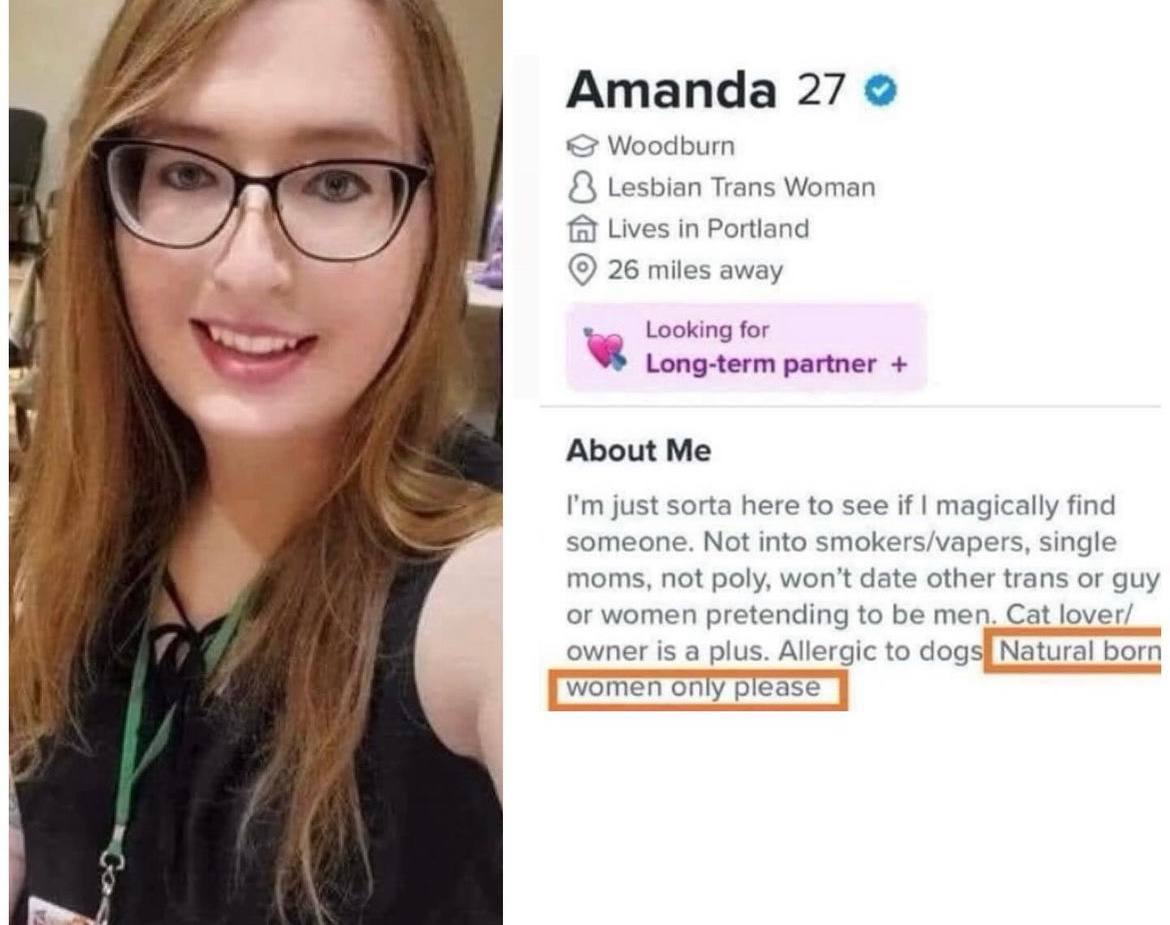 Amanda 27
Woodburn
Lesbian Trans Woman
Lives in Portland
26 miles away
Looking for
Long-term partner +
About Me
I'm just sorta here to see if I magically find
someone. Not into smokers/vapers, single
moms, not poly, won't date other trans or guy
or women pretending to be men. Cat lover/
owner is a plus. Allergic to dogs Natural born
women only please